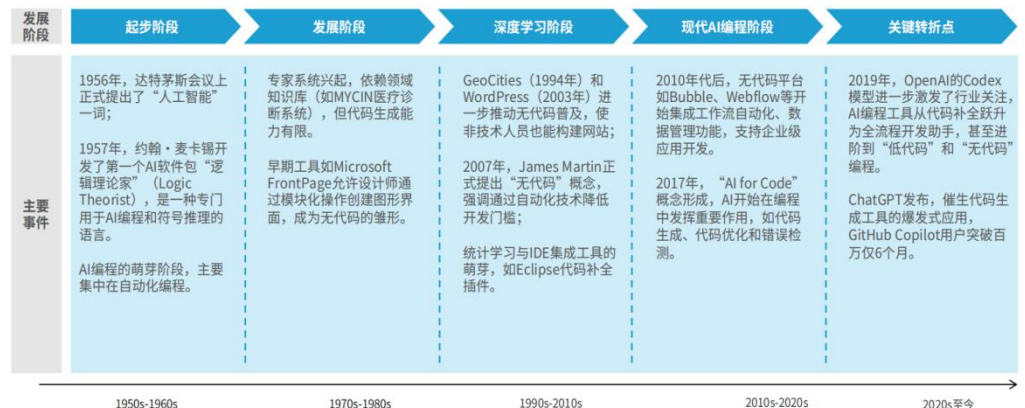 发展
阶段
起步阶段
发展阶段
深度学习阶段
现代AI编程阶段
关键转折点
主要
事件
1956年，达特茅斯会议上
正式提出了“人工智能”
一词；
1957年，约翰·麦卡锡开
发了第一个AI软件包“逻
辑理论家”（Logic
Theorist），是一种专门
用于AI编程和符号推理的
语言。
AI编程的萌芽阶段，主要
集中在自动化编程。
专家系统兴起，依赖领域
知识库（如MYCIN医疗诊
断系统），但代码生成能
力有限。
早期工具如Microsoft
FrontPage允许设计师通
过模块化操作创建图形界
面，成为无代码的雏形。
GeoCities（1994年）和
WordPress（2003年）进
一步推动无代码普及，使
非技术人员也能构建网站；
2007年，James Martin正
式提出“无代码”概念，
强调通过自动化技术降低
开发门槛；
统计学习与IDE集成工具的
萌芽，如Eclipse代码补全
插件。
2010年代后，无代码平台
如Bubble、Webflow等开
始集成工作流自动化、数
据管理功能，支持企业级
应用开发。
2017年，“AI for Code”
概念形成，AI开始在编程
中发挥重要作用，如代码
生成、代码优化和错误检
测。
2019年，OpenAI的Codex
模型进一步激发了行业关注，
AI编程工具从代码补全跃升
为全流程开发助手，甚至进
阶到“低代码”和“无代码”
编程。
ChatGPT发布，催生代码生
成工具的爆发式应用，
GitHub Copilot用户突破百
万仅6个月。
1950s-1960s
1970s-1980s
1990s-2010s
2010s-2020s
2020s至今